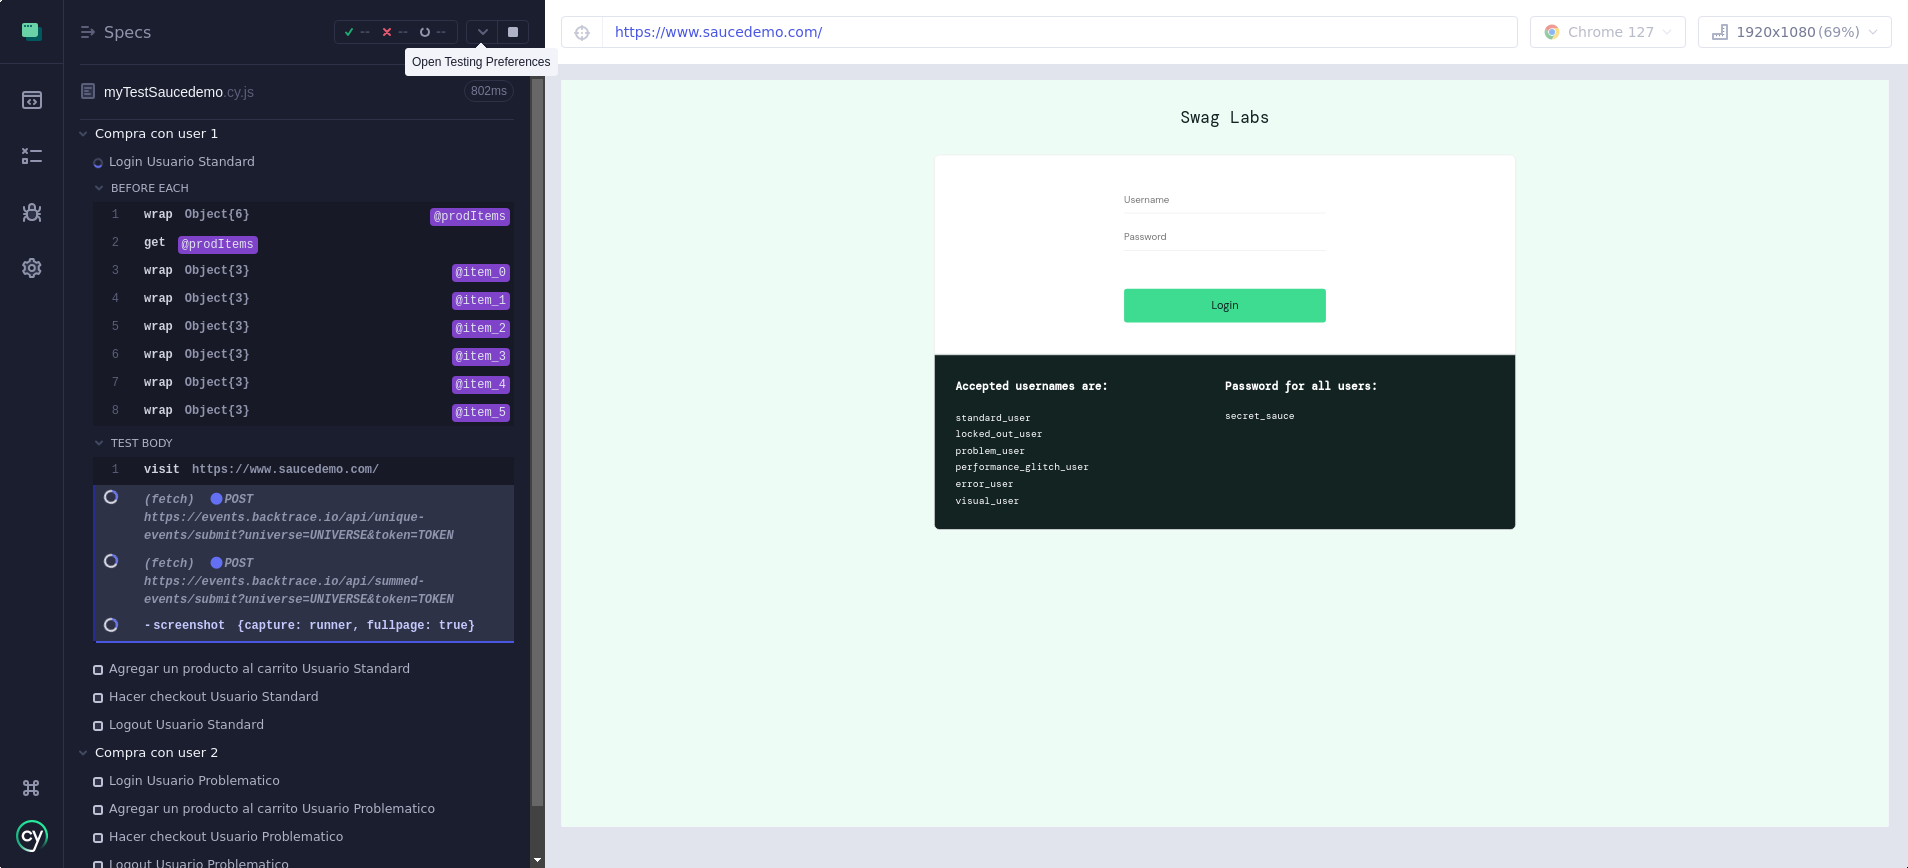 Specs
--
--
--
Open Testing Preferences
myTestSaucedemo.cy.js
802ms
Compra con user 1
Login Usuario Standard
BEFORE EACH
1 wrap Object{6} @prodItems
2 get @prodItems
3 wrap Object{3} @item_0
4 wrap Object{3} @item_1
5 wrap Object{3} @item_2
6 wrap Object{3} @item_3
7 wrap Object{3} @item_4
8 wrap Object{3} @item_5
TEST BODY
1 visit https://www.saucedemo.com/
(fetch) POST
https://events.backtrace.io/api/unique-
events/submit?universe=UNIVERSE&token=TOKEN
(fetch) POST
https://events.backtrace.io/api/summed-
events/submit?universe=UNIVERSE&token=TOKEN
-screenshot {capture: runner, fullpage: true}
Agregar un producto al carrito Usuario Standard
Hacer checkout Usuario Standard
Logout Usuario Standard
Compra con user 2
Login Usuario Problematico
Agregar un producto al carrito Usuario Problematico
Hacer checkout Usuario Problematico
Logout Usuario Problematico
cy
https://www.saucedemo.com/
Chrome 127
1920x1080 (69%)
Swag Labs
Username
Password
Login
Accepted usernames are:
standard_user
locked_out_user
problem_user
performance_glitch_user
error_user
visual_user
Password for all users:
secret_sauce